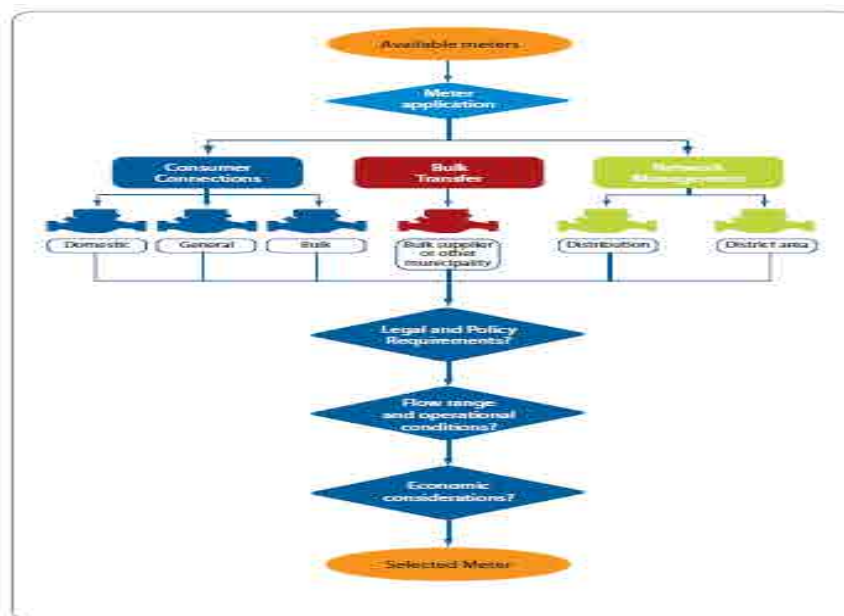 Available meters
Meter
application
Consumer
Connections
Bulk
Transfer
Network
Management
Domestic
General
Bulk
Bulk supplier
or other
municipality
Distribution
District area
Legal and Policy
Requirements?
Flow range
and operational
conditions?
Economic
considerations?
Selected Meter